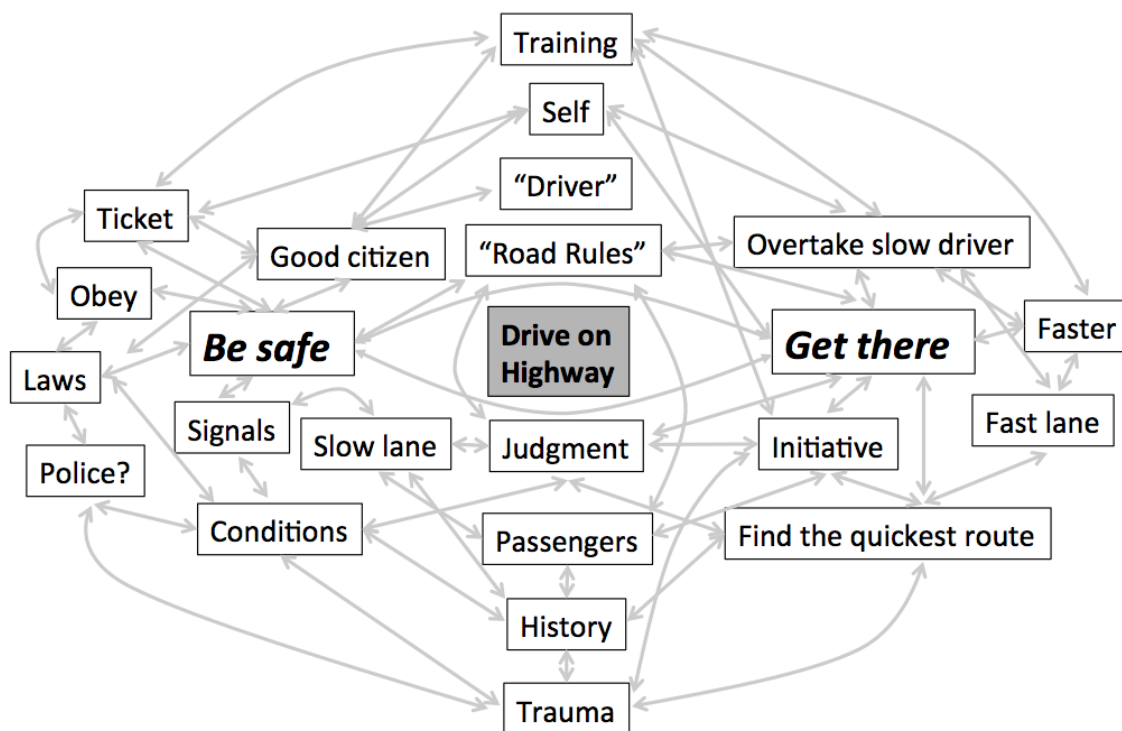 Training
Self
“Driver”
Ticket
Good citizen
“Road Rules”
Overtake slow driver
Obey
Be safe
Drive on
Highway
Get there
Faster
Laws
Signals
Slow lane
Judgment
Initiative
Fast lane
Police?
Conditions
Passengers
Find the quickest route
History
Trauma